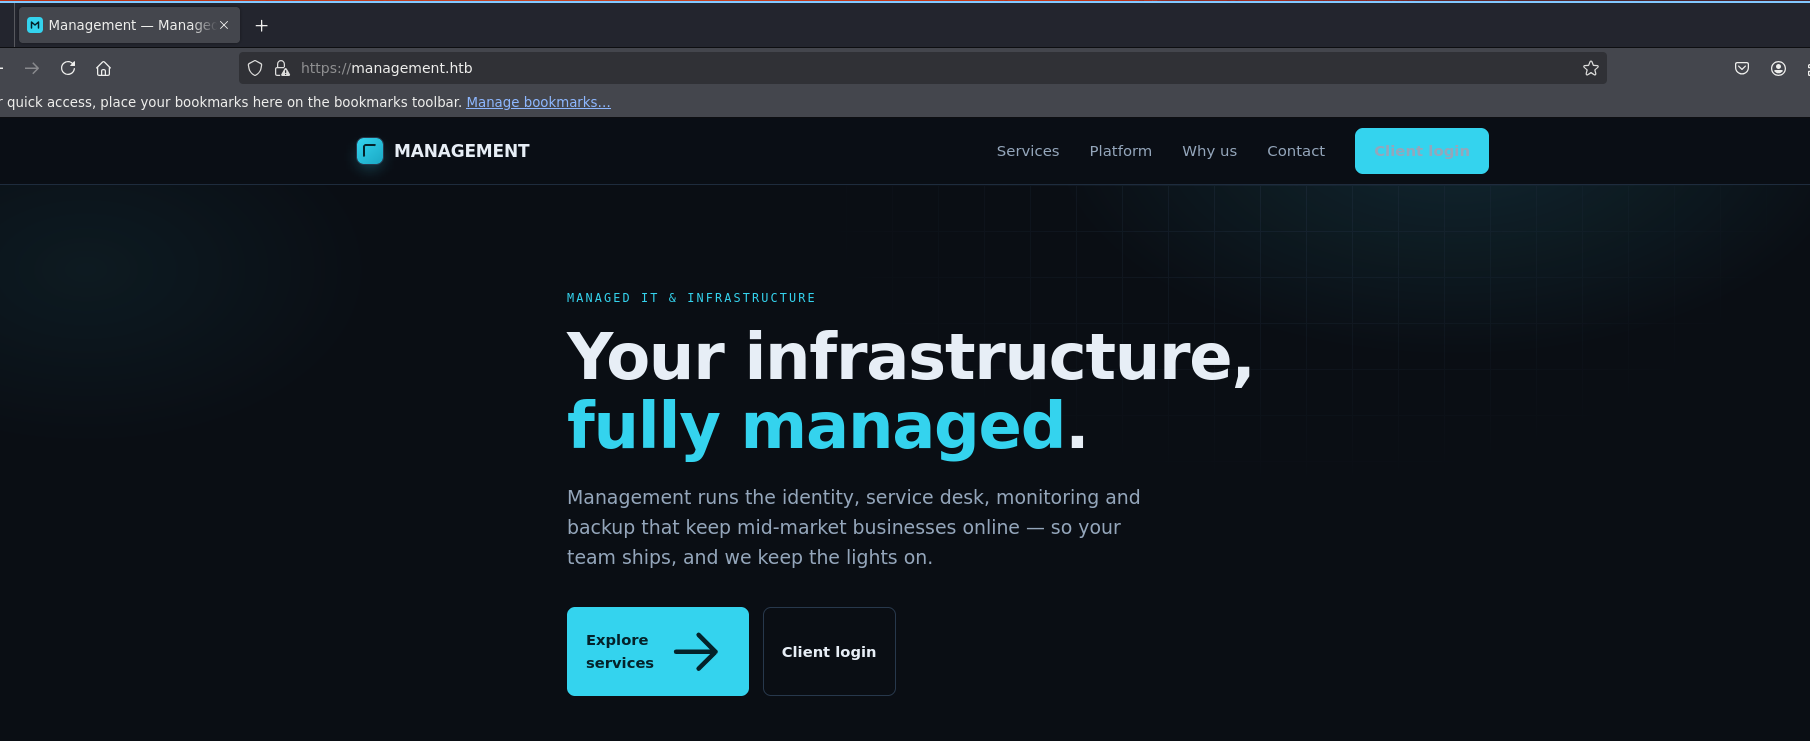 Management — Manage
https://management.htb
r quick access, place your bookmarks here on the bookmarks toolbar. Manage bookmarks...
MANAGEMENT
Services
Platform
Why us
Contact
Client login
MANAGED IT & INFRASTRUCTURE
Your infrastructure,
fully managed.
Management runs the identity, service desk, monitoring and
backup that keep mid-market businesses online — so your
team ships, and we keep the lights on.
Explore
services
Client login